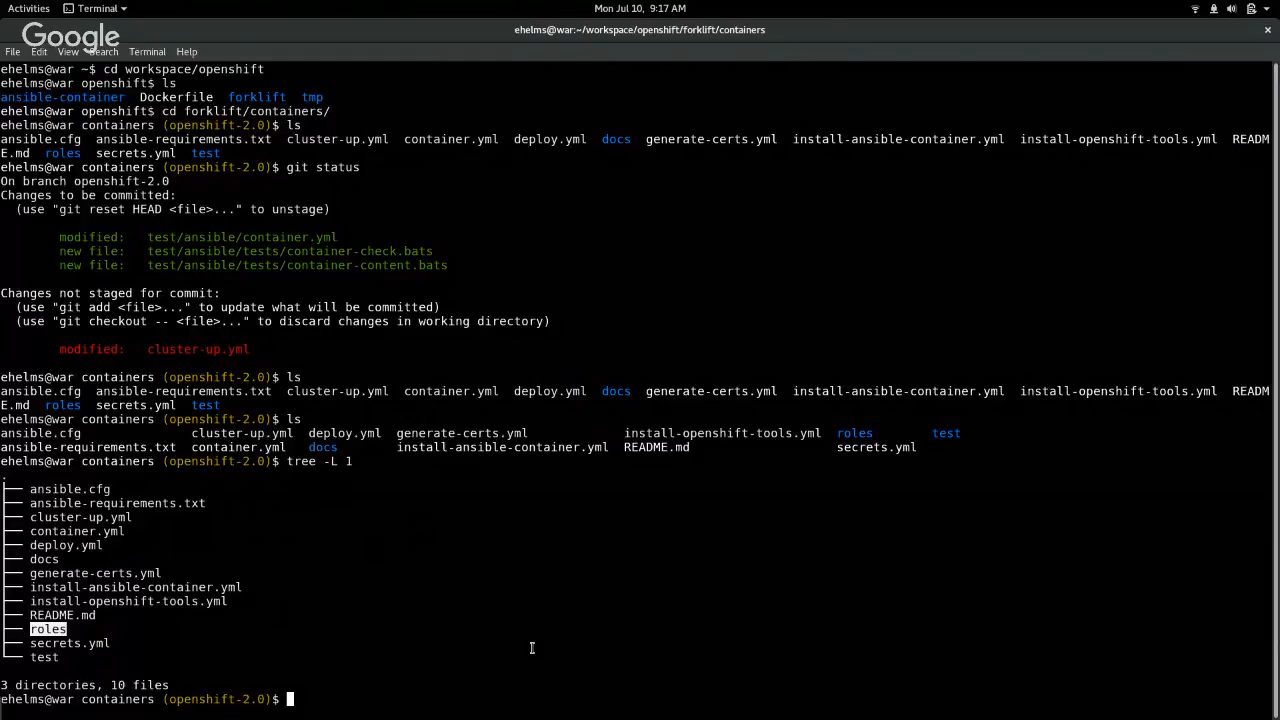 Activities Terminal Mon Jul 10, 9:17 AM
Google
ehelms@war:~/workspace/openshift/forklift/containers
File Edit View Search Terminal Help
ehelms@war ~$ cd workspace/openshift
ehelms@war openshift$ ls
ansible-container Dockerfile forklift tmp
ehelms@war openshift$ cd forklift/containers/
ehelms@war containers (openshift-2.0)$ ls
ansible.cfg ansible-requirements.txt cluster-up.yml container.yml deploy.yml docs generate-certs.yml install-ansible-container.yml install-openshift-tools.yml READM
E.md roles secrets.yml test
ehelms@war containers (openshift-2.0)$ git status
On branch openshift-2.0
Changes to be committed:
(use "git reset HEAD <file>..." to unstage)
modified: test/ansible/container.yml
new file: test/ansible/tests/container-check.bats
new file: test/ansible/tests/container-content.bats
Changes not staged for commit:
(use "git add <file>..." to update what will be committed)
(use "git checkout -- <file>..." to discard changes in working directory)
modified: cluster-up.yml
ehelms@war containers (openshift-2.0)$ ls
ansible.cfg ansible-requirements.txt cluster-up.yml container.yml deploy.yml docs generate-certs.yml install-ansible-container.yml install-openshift-tools.yml READM
E.md roles secrets.yml test
ehelms@war containers (openshift-2.0)$ ls
ansible.cfg cluster-up.yml deploy.yml generate-certs.yml install-openshift-tools.yml roles test
ansible-requirements.txt container.yml docs install-ansible-container.yml README.md secrets.yml
ehelms@war containers (openshift-2.0)$ tree -L 1
.
├── ansible.cfg
├── ansible-requirements.txt
├── cluster-up.yml
├── container.yml
├── deploy.yml
├── docs
├── generate-certs.yml
├── install-ansible-container.yml
├── install-openshift-tools.yml
├── README.md
├── roles
├── secrets.yml
└── test
3 directories, 10 files
ehelms@war containers (openshift-2.0)$